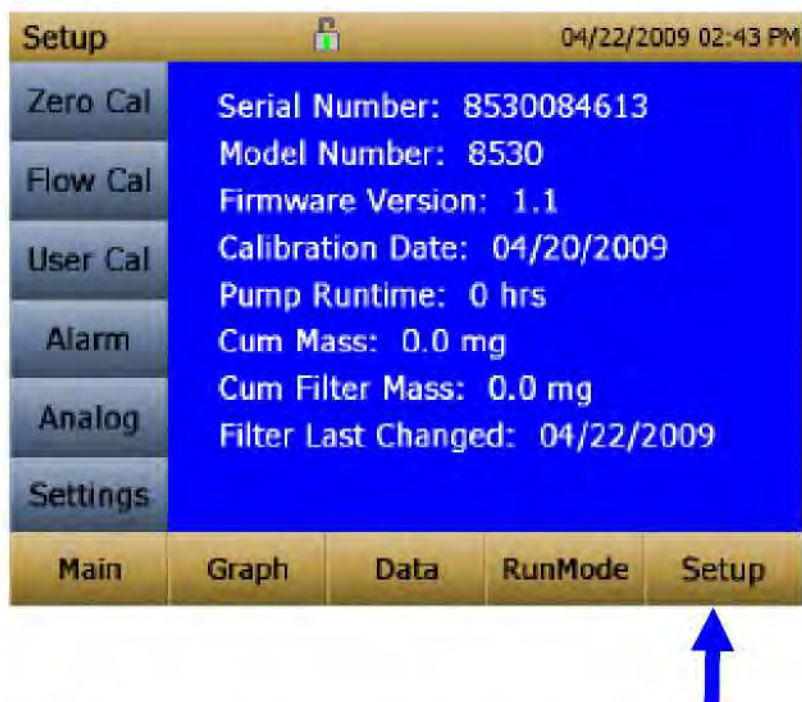 Setup 04/22/2009 02:43 PM
Zero Cal
Flow Cal
User Cal
Alarm
Analog
Settings
Serial Number: 8530084613
Model Number: 8530
Firmware Version: 1.1
Calibration Date: 04/20/2009
Pump Runtime: 0 hrs
Cum Mass: 0.0 mg
Cum Filter Mass: 0.0 mg
Filter Last Changed: 04/22/2009
Main Graph Data RunMode Setup